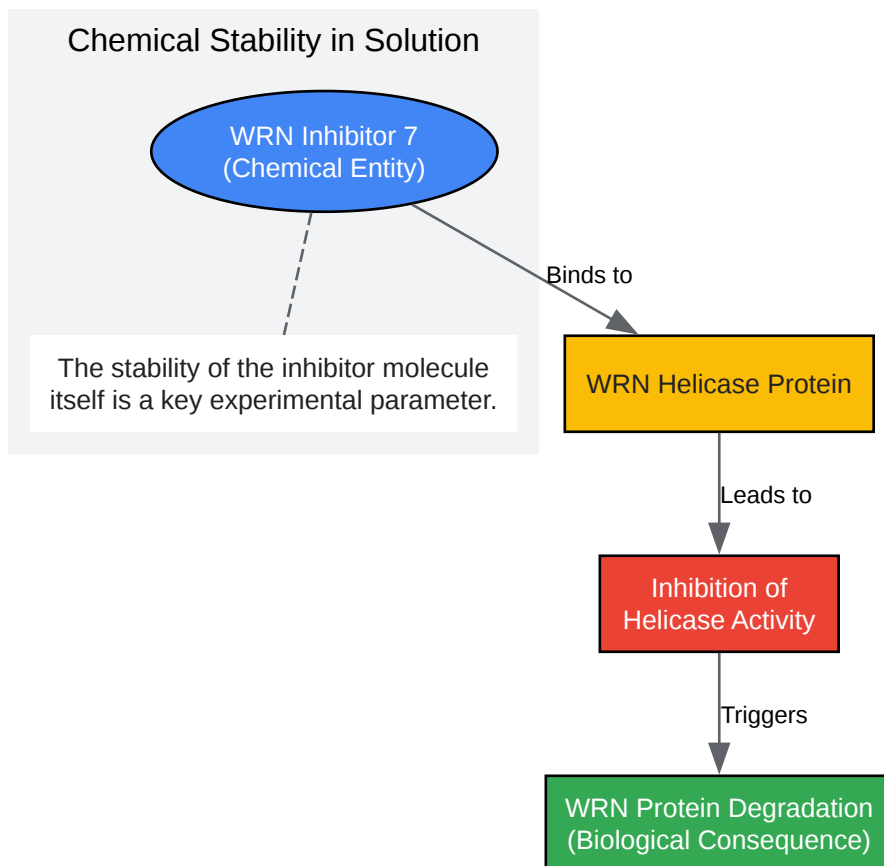 Chemical Stability in Solution
WRN Inhibitor 7
(Chemical Entity)
Binds to
The stability of the inhibitor molecule
itself is a key experimental parameter.
WRN Helicase Protein
Leads to
Inhibition of
Helicase Activity
Triggers
WRN Protein Degradation
(Biological Consequence)